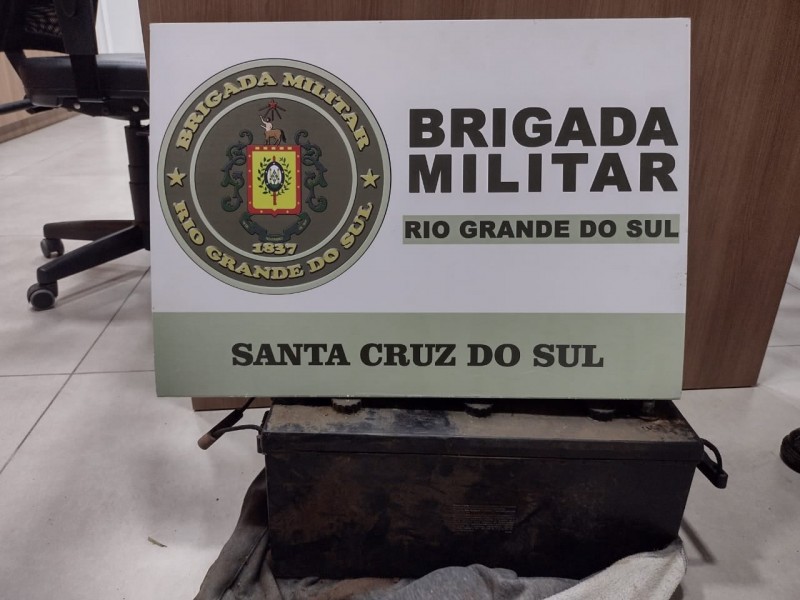 BRIGADA MILITAR
1837
RIO GRANDE DO SUL
BRIGADA
MILITAR
RIO GRANDE DO SUL
SANTA CRUZ DO SUL